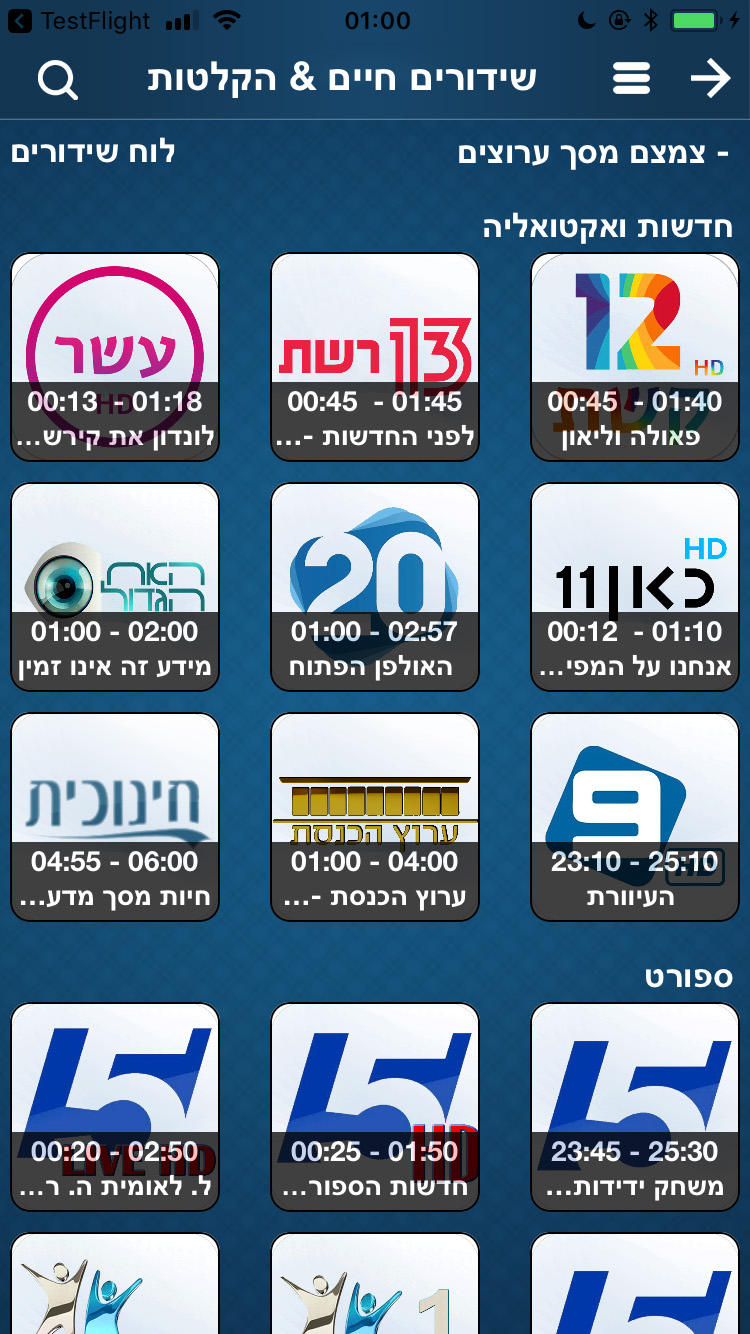 TestFlight 01:00
שידורים חיים & הקלטות
- צמצם מסך ערוצים
לוח שידורים
חדשות ואקטואליה
12 HD
קשת
00:45 - 01:40
פאולה וליאון
רשת 13
00:45 - 01:45
לפני החדשות -...
עשר
HD
00:13 - 01:18
לונדון את קירש...
HD
כאן 11
00:12 - 01:10
אנחנו על המפי...
20
01:00 - 02:57
האולפן הפתוח
האח הגדול
01:00 - 02:00
מידע זה אינו זמין
9
HD
23:10 - 25:10
העיוורת
ערוץ הכנסת
01:00 - 04:00
ערוץ הכנסת -...
חינוכית
04:55 - 06:00
חיות מסך מדע...
ספורט
5
23:45 - 25:30
משחק ידידות...
5 HD
00:25 - 01:50
חדשות הספור...
5 LIVE HD
00:20 - 02:50
ל. לאומית ה. ר...
5
1